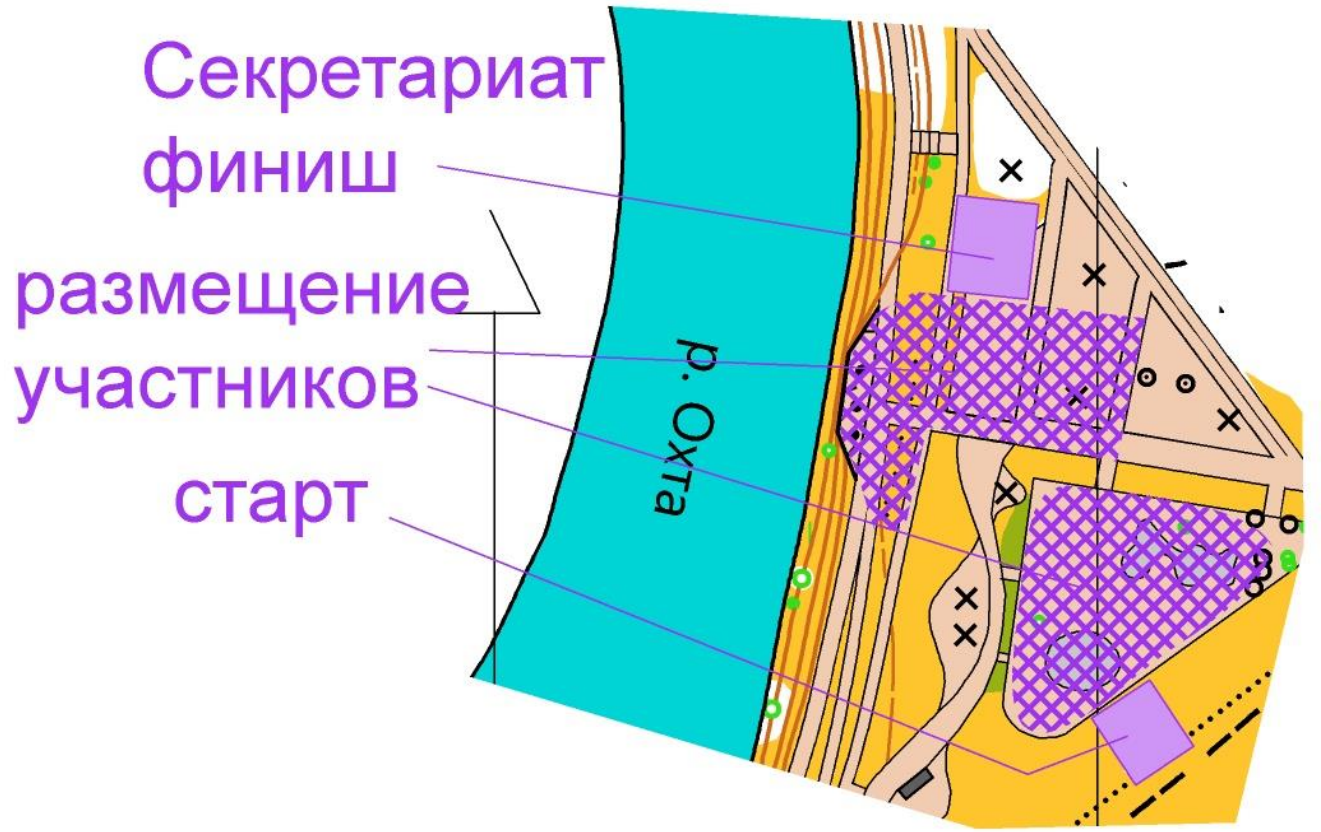 Секретариат
финиш
размещение
участников
старт
р. Охта